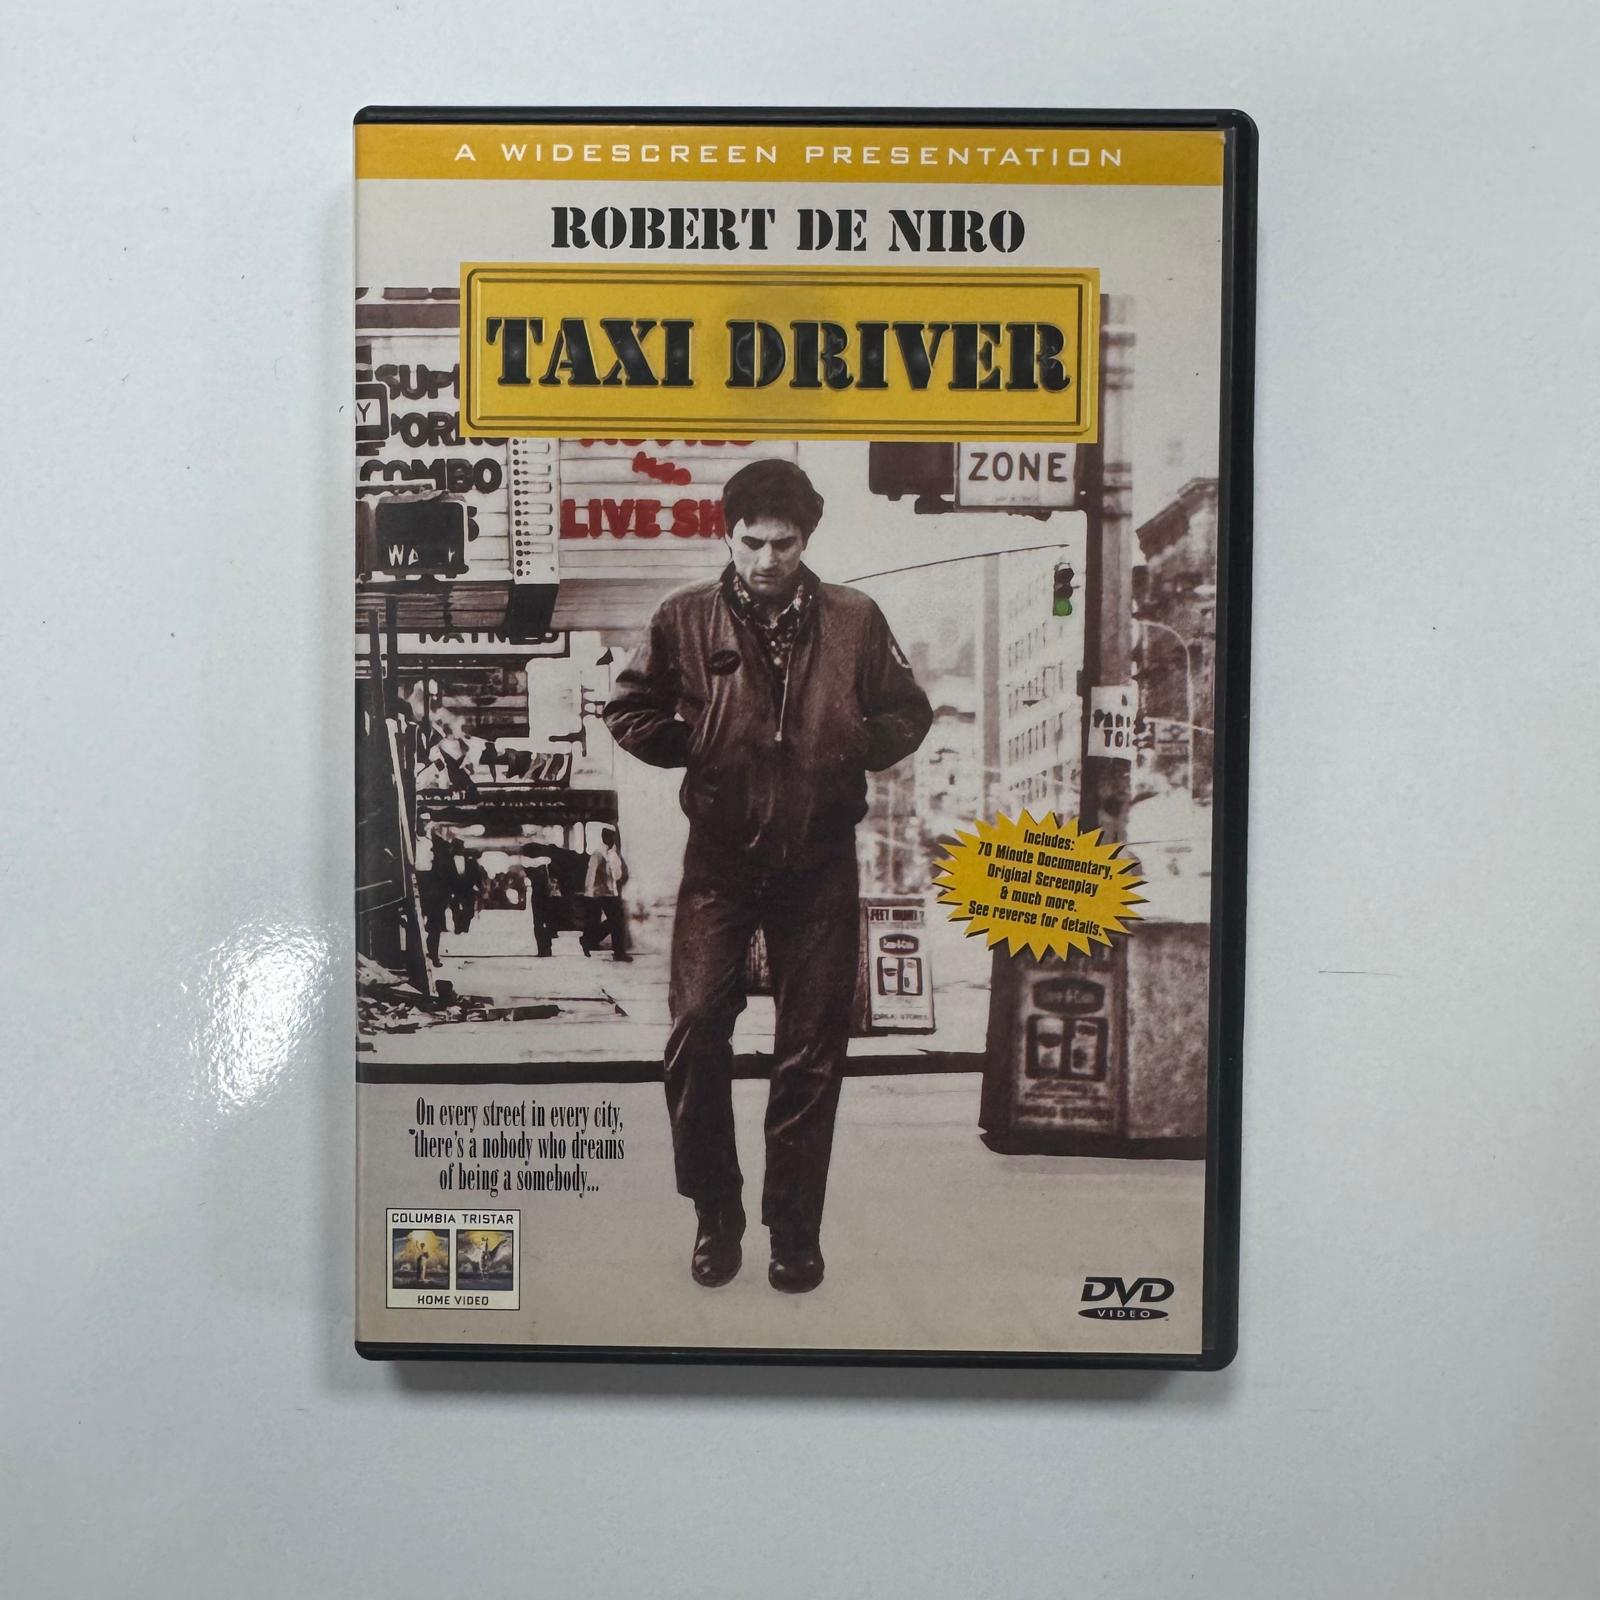 A WIDESCREEN PRESENTATION
ROBERT DE NIRO
TAXI DRIVER
COMBO
ZONE
LIVE SH
Includes:
70 Minute Documentary,
Original Screenplay
& much more.
See reverse for details.
On every street in every city,
there's a nobody who dreams
of being a somebody...
COLUMBIA TRISTAR
HOME VIDEO
DVD
VIDEO